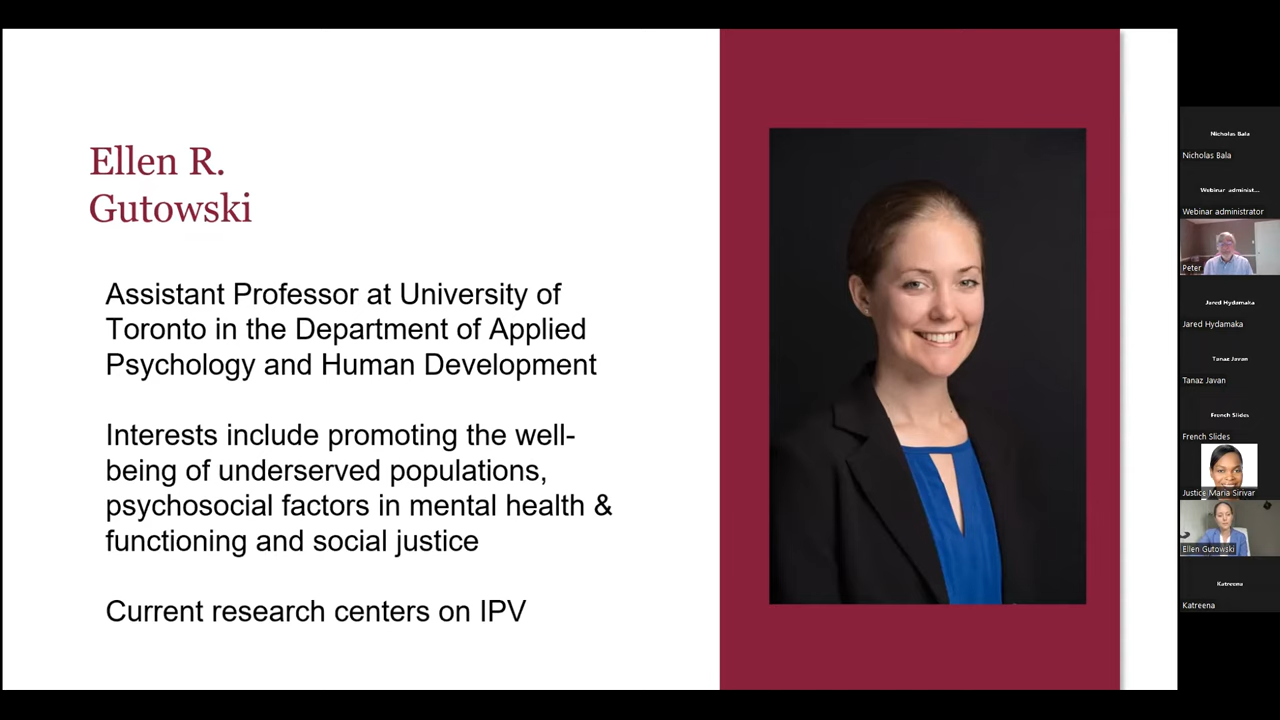 Ellen R.
Gutowski
Assistant Professor at University of
Toronto in the Department of Applied
Psychology and Human Development
Interests include promoting the well-
being of underserved populations,
psychosocial factors in mental health &
functioning and social justice
Current research centers on IPV
Nicholas Bala
Nicholas Bala
Webinar administ...
Webinar administrator
Peter
Jared Hydamaka
Jared Hydamaka
Tanaz Javan
Tanaz Javan
French Slides
French Slides
Justice Maria Sirivar
Ellen Gutowski
Katreena
Katreena